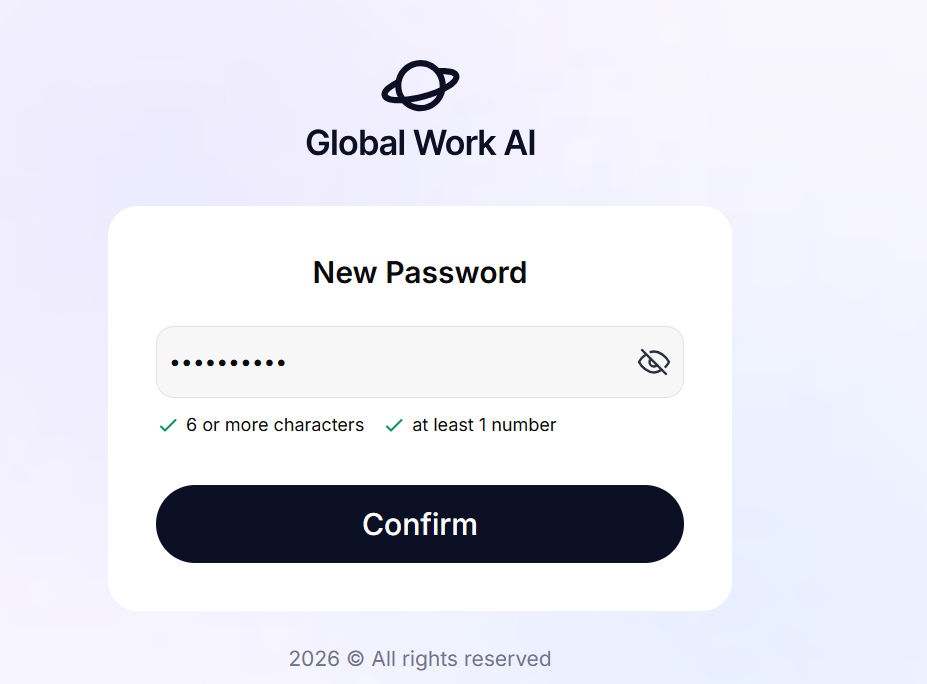 Global Work AI
New Password
••••••••••
6 or more characters at least 1 number
Confirm
2026 © All rights reserved